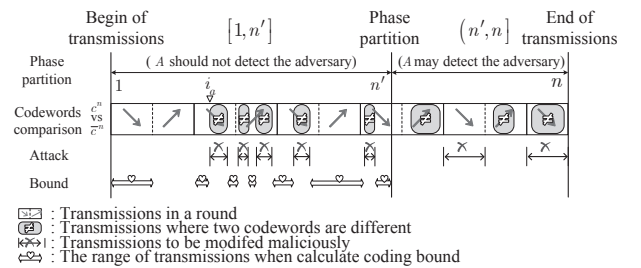 Begin of transmissions
[1, n′]
Phase partition
(n′, n]
End of transmissions
Phase partition
( A should not detect the adversary)
(A may detect the adversary)
1
i_a
n′
n
Codewords comparison
c^n
vs
c̅^n
≠
≠
≠
≠
≠
≠
≠
≠
Attack
Bound
: Transmissions in a round
≠ : Transmissions where two codewords are different
: Transmissions to be modifed maliciously
: The range of transmissions when calculate coding bound